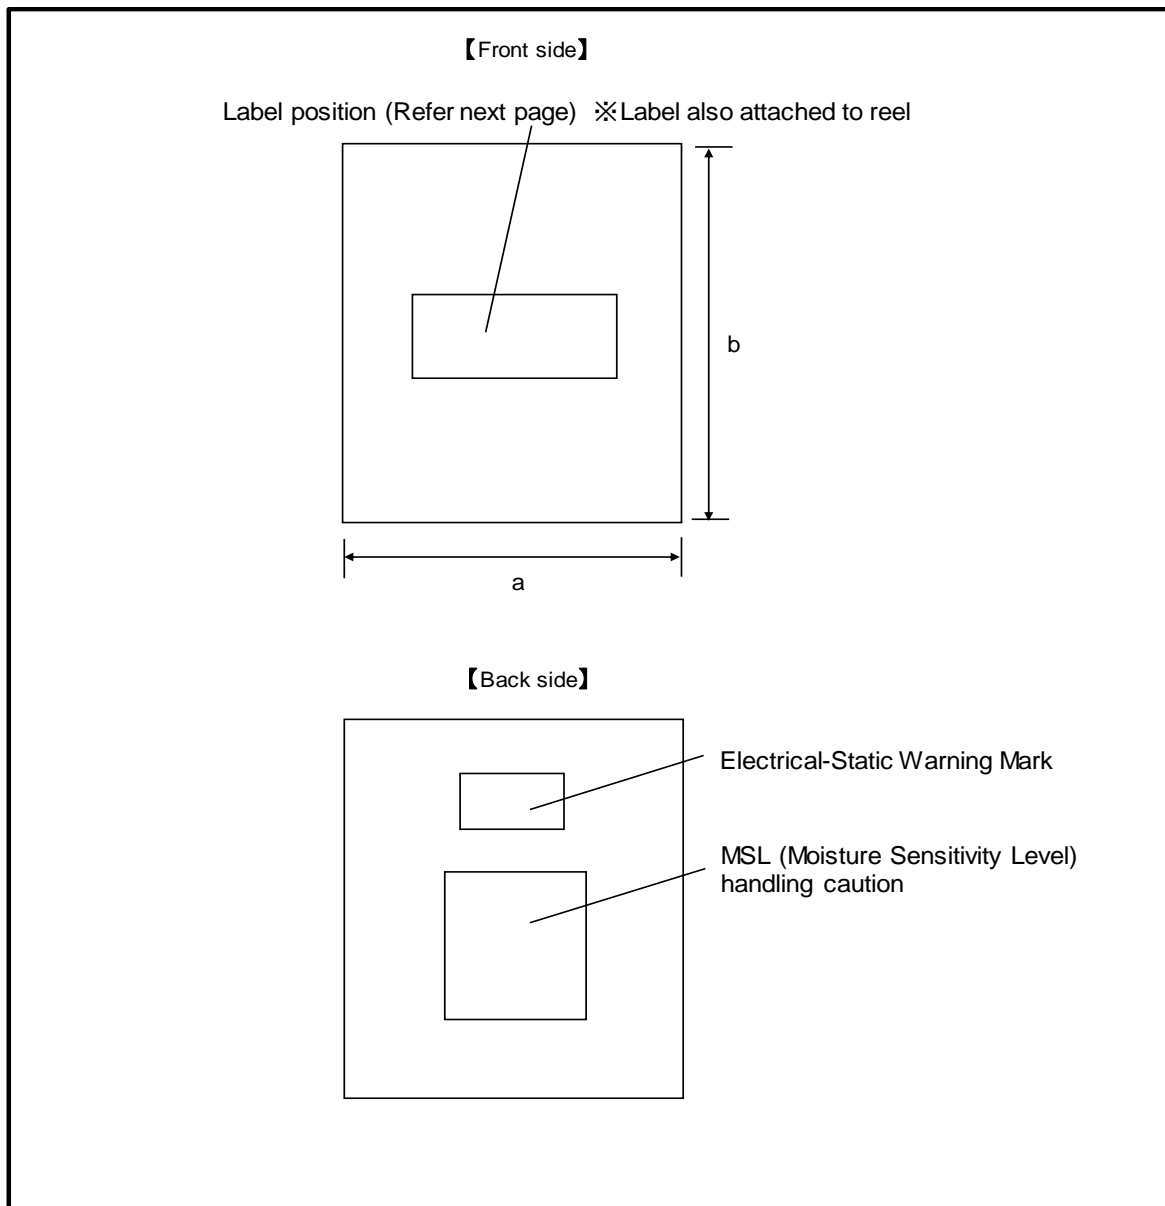 【Front side】
Label position (Refer next page) ※Label also attached to reel
b
a
【Back side】
Electrical-Static Warning Mark
MSL (Moisture Sensitivity Level)
handling caution